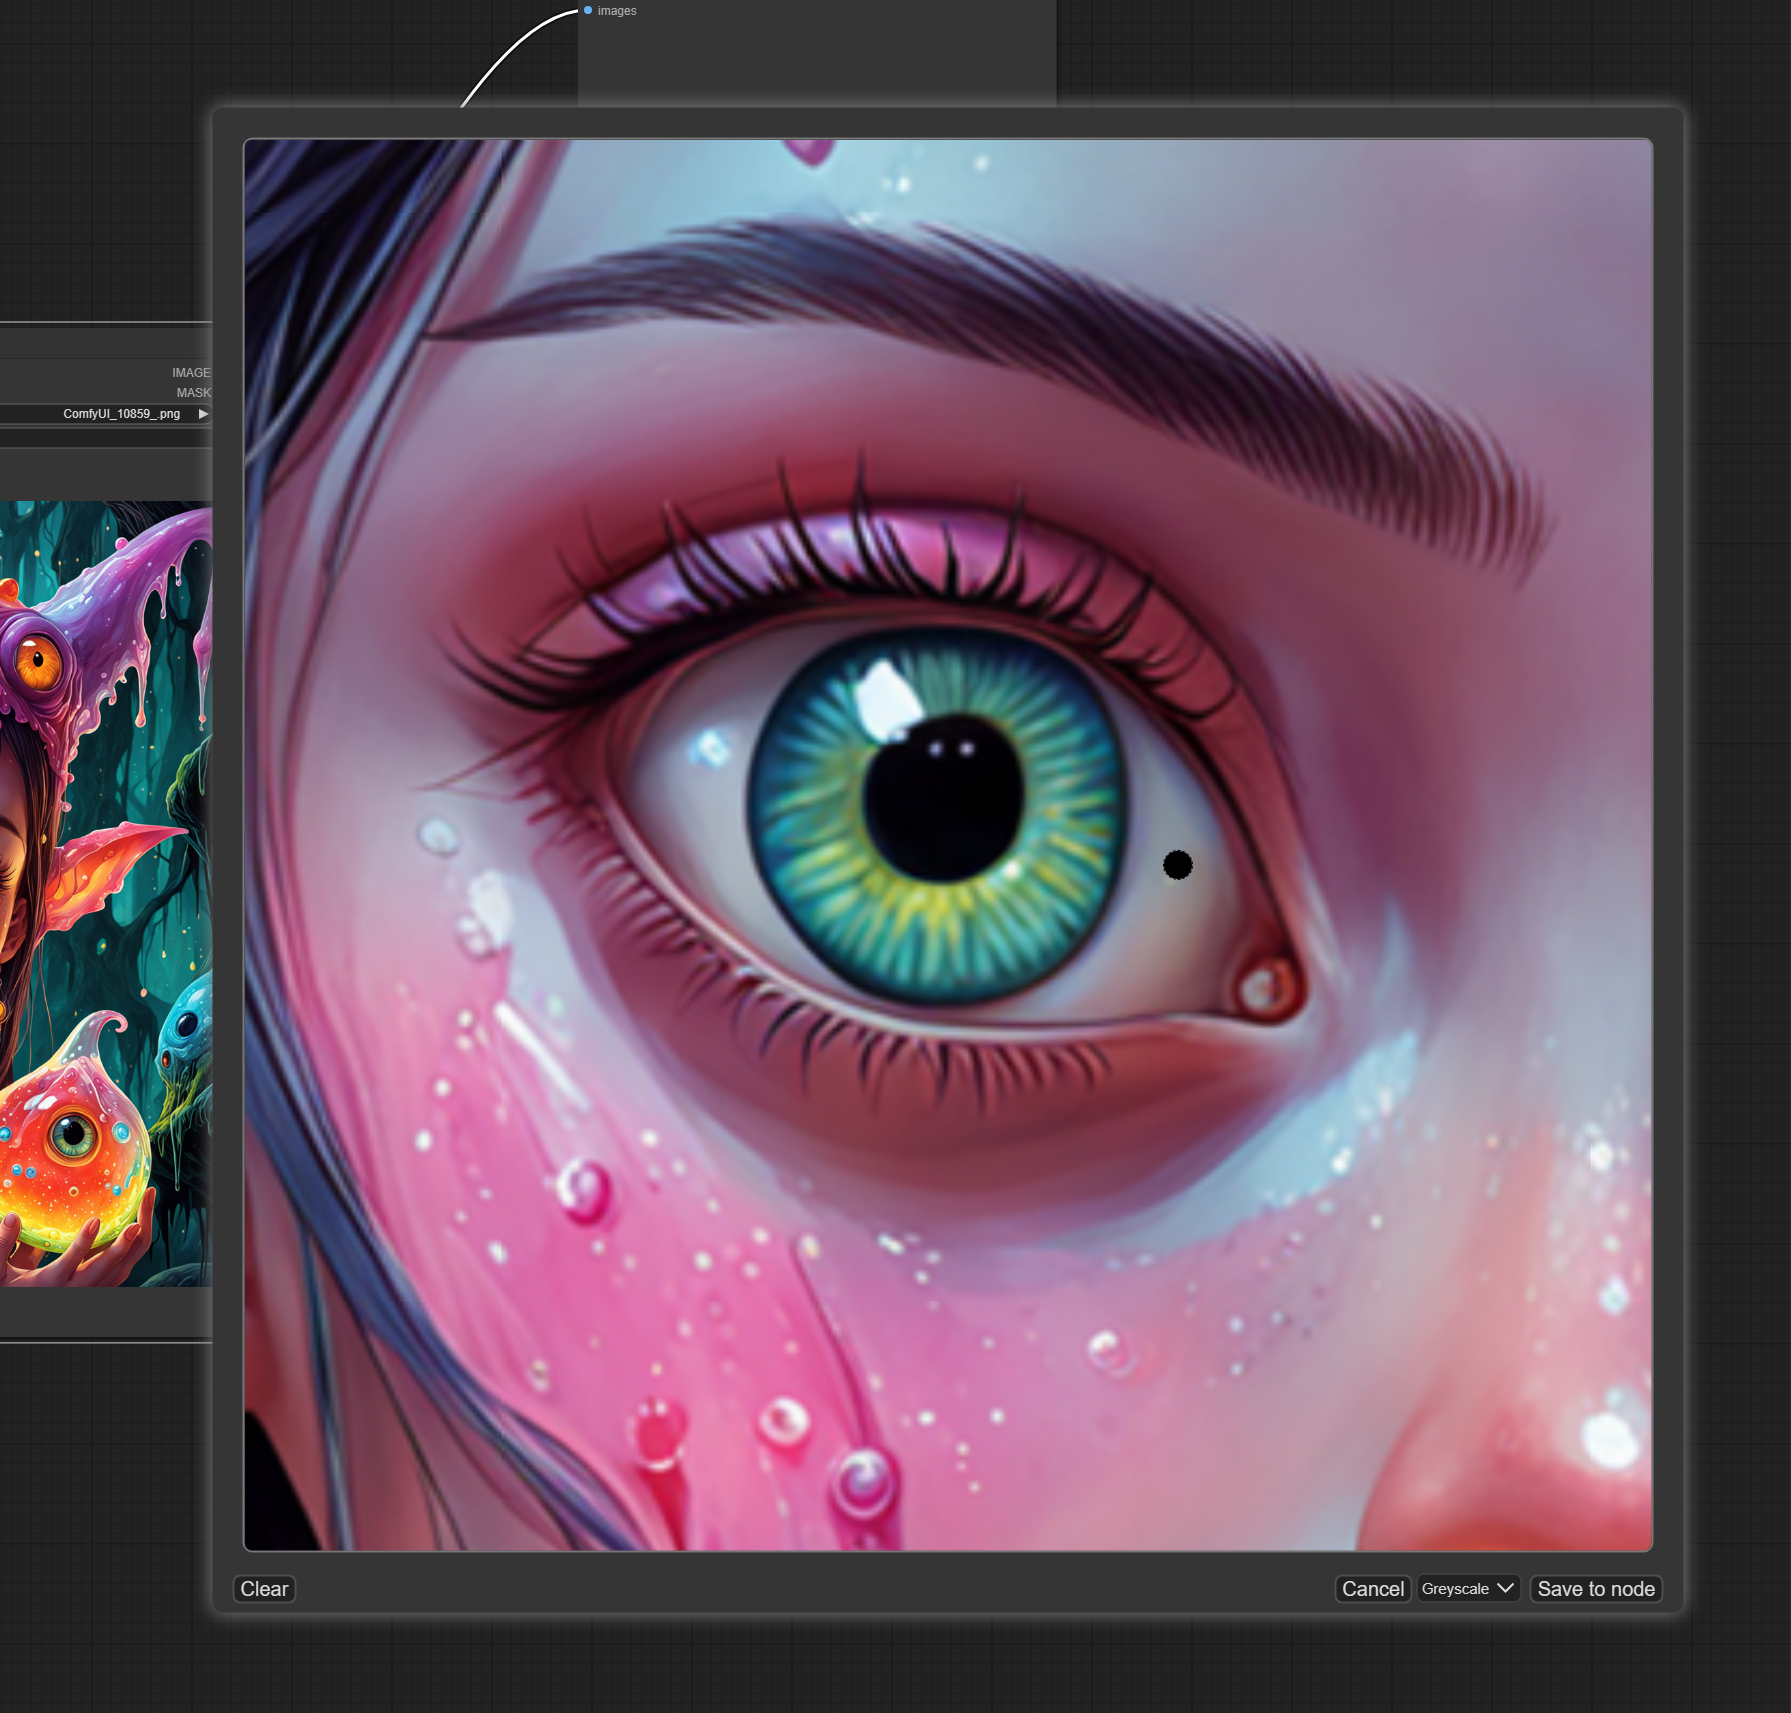 images
IMAGE
MASK
ComfyUI_10859_.png
Clear
Cancel
Greyscale
Save to node